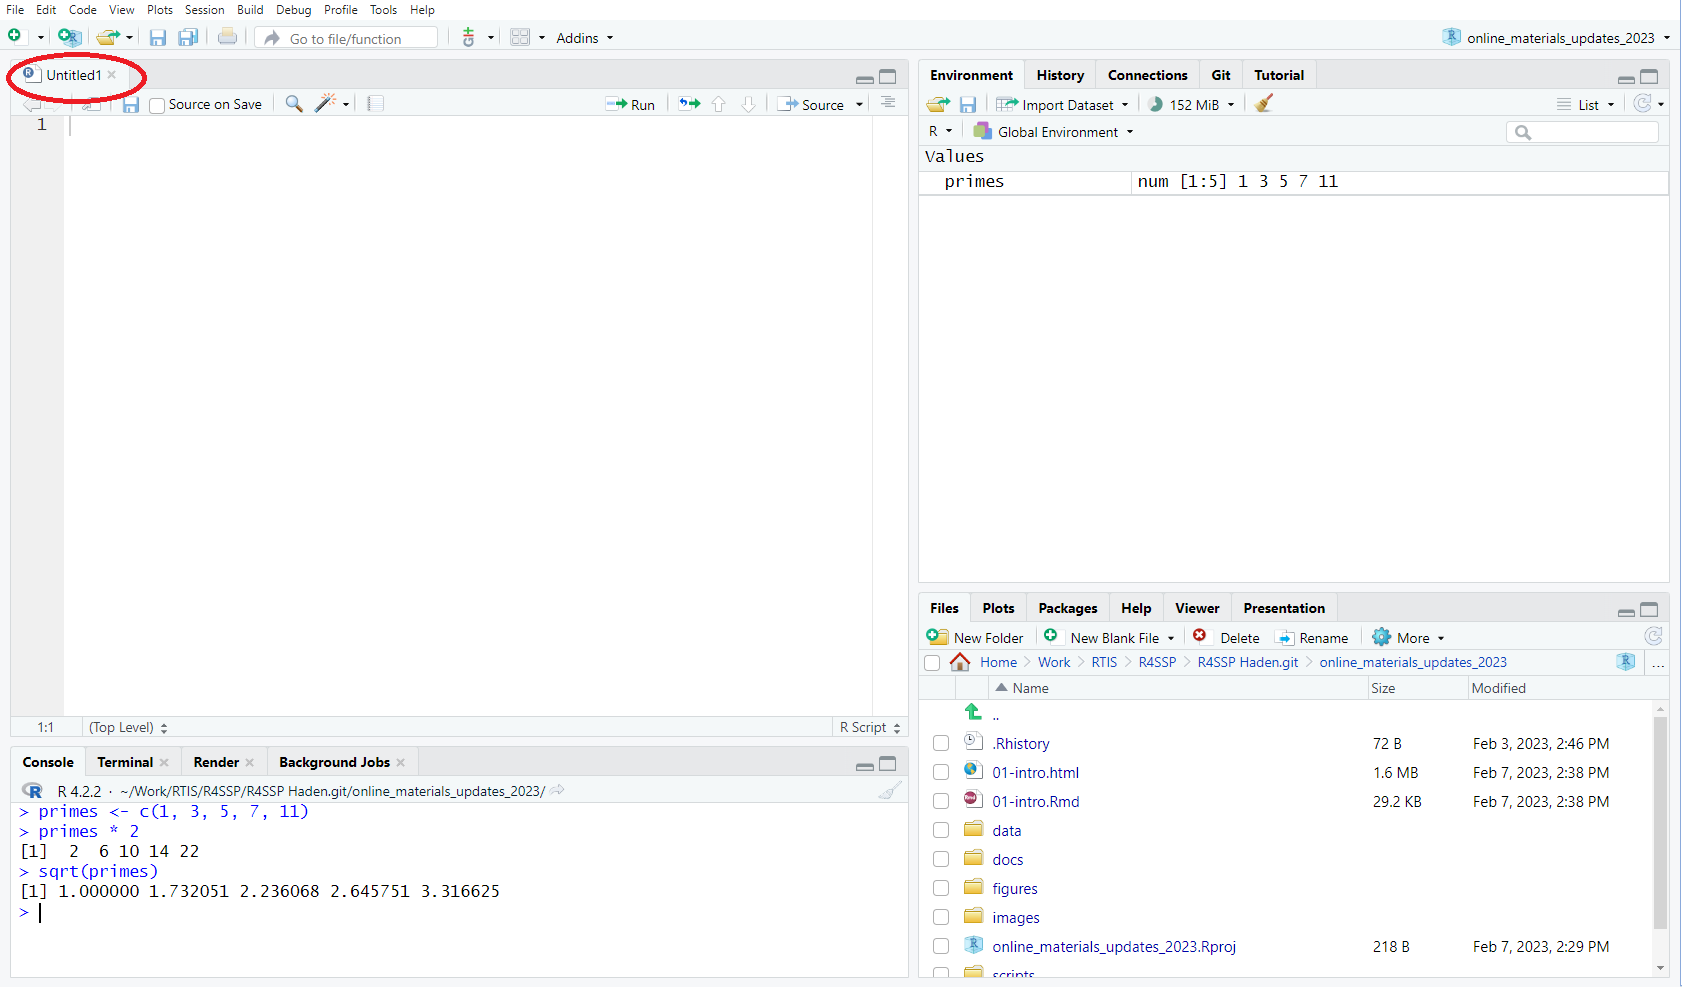 File Edit Code View Plots Session Build Debug Profile Tools Help
Go to file/function Addins online_materials_updates_2023
Untitled1
Source on Save Run Source
1
1:1 (Top Level) R Script
Console Terminal Render Background Jobs
R 4.2.2 · ~/Work/RTIS/R4SSP/R4SSP Haden.git/online_materials_updates_2023/
> primes <- c(1, 3, 5, 7, 11)
> primes * 2
[1]  2  6 10 14 22
> sqrt(primes)
[1] 1.000000 1.732051 2.236068 2.645751 3.316625
>
Environment History Connections Git Tutorial
Import Dataset 152 MiB List
R Global Environment
Values
primes num [1:5] 1 3 5 7 11
Files Plots Packages Help Viewer Presentation
New Folder New Blank File Delete Rename More
Home Work RTIS R4SSP R4SSP Haden.git online_materials_updates_2023 ...
Name Size Modified
..
.Rhistory 72 B Feb 3, 2023, 2:46 PM
01-intro.html 1.6 MB Feb 7, 2023, 2:38 PM
01-intro.Rmd 29.2 KB Feb 7, 2023, 2:38 PM
data
docs
figures
images
online_materials_updates_2023.Rproj 218 B Feb 7, 2023, 2:29 PM
scripts